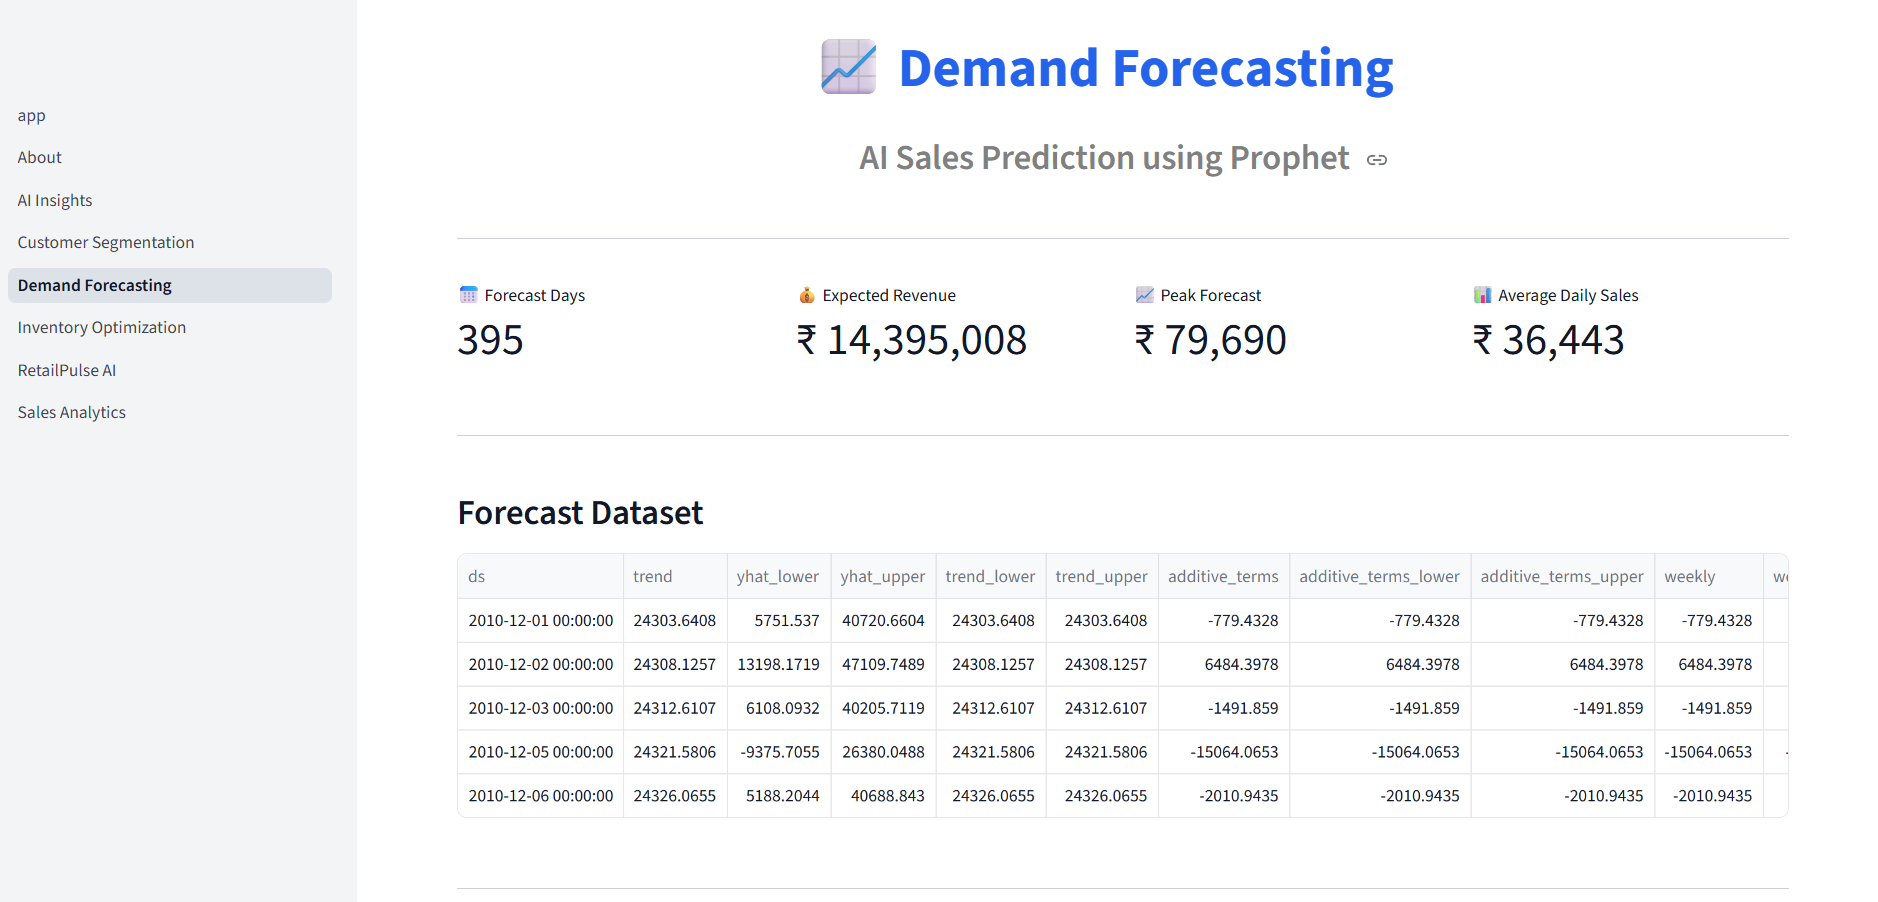 app
About
AI Insights
Customer Segmentation
Demand Forecasting
Inventory Optimization
RetailPulse AI
Sales Analytics
Demand Forecasting
AI Sales Prediction using Prophet
Forecast Days Expected Revenue Peak Forecast Average Daily Sales
395 ₹ 14,395,008 ₹ 79,690 ₹ 36,443
Forecast Dataset
ds trend yhat_lower yhat_upper trend_lower trend_upper additive_terms additive_terms_lower additive_terms_upper weekly
2010-12-01 00:00:00 24303.6408 5751.537 40720.6604 24303.6408 24303.6408 -779.4328 -779.4328 -779.4328 -779.4328
2010-12-02 00:00:00 24308.1257 13198.1719 47109.7489 24308.1257 24308.1257 6484.3978 6484.3978 6484.3978 6484.3978
2010-12-03 00:00:00 24312.6107 6108.0932 40205.7119 24312.6107 24312.6107 -1491.859 -1491.859 -1491.859 -1491.859
2010-12-05 00:00:00 24321.5806 -9375.7055 26380.0488 24321.5806 24321.5806 -15064.0653 -15064.0653 -15064.0653 -15064.0653
2010-12-06 00:00:00 24326.0655 5188.2044 40688.843 24326.0655 24326.0655 -2010.9435 -2010.9435 -2010.9435 -2010.9435